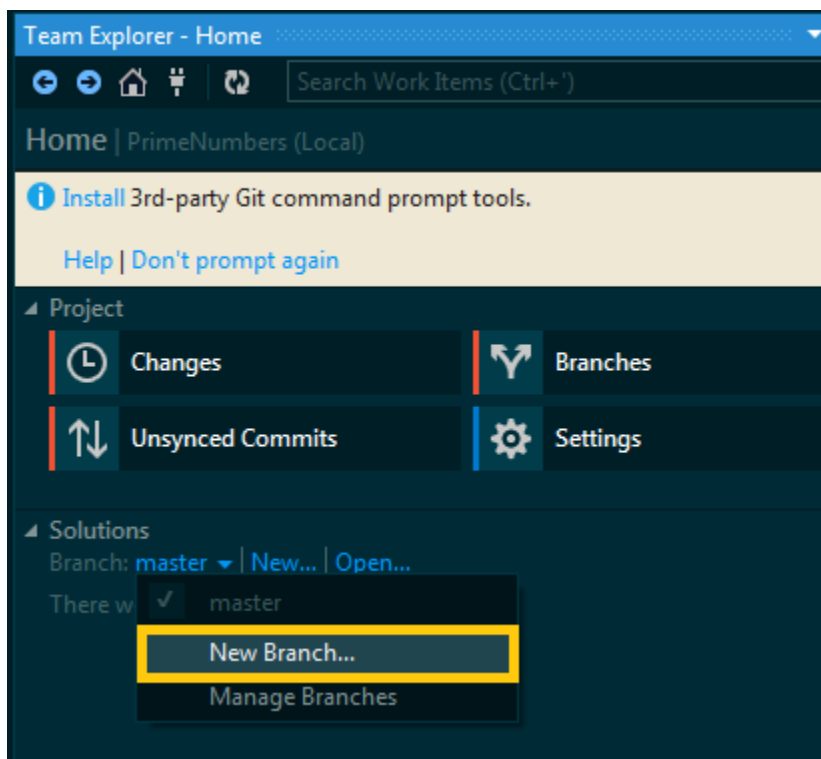 Team Explorer - Home
Search Work Items (Ctrl+')
Home | PrimeNumbers (Local)
Install 3rd-party Git command prompt tools.
Help | Don't prompt again
Project
Changes
Branches
Unsynced Commits
Settings
Solutions
Branch: master | New... | Open...
There w
master
New Branch...
Manage Branches